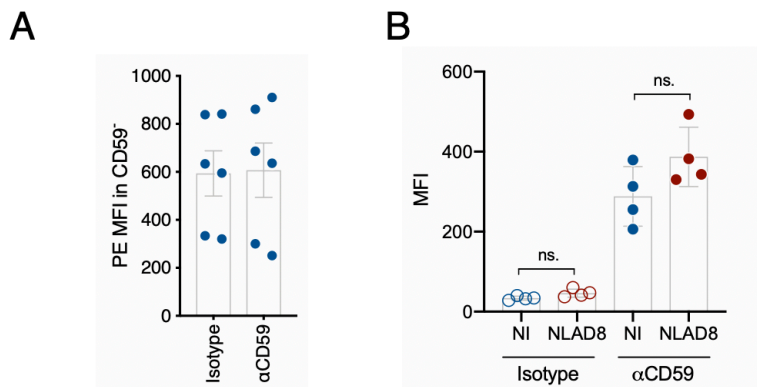 A
B
PE MFI in CD59-
1000
800
600
400
200
0
Isotype
αCD59
MFI
600
400
200
0
ns.
ns.
NI
NLAD8
NI
NLAD8
Isotype
αCD59